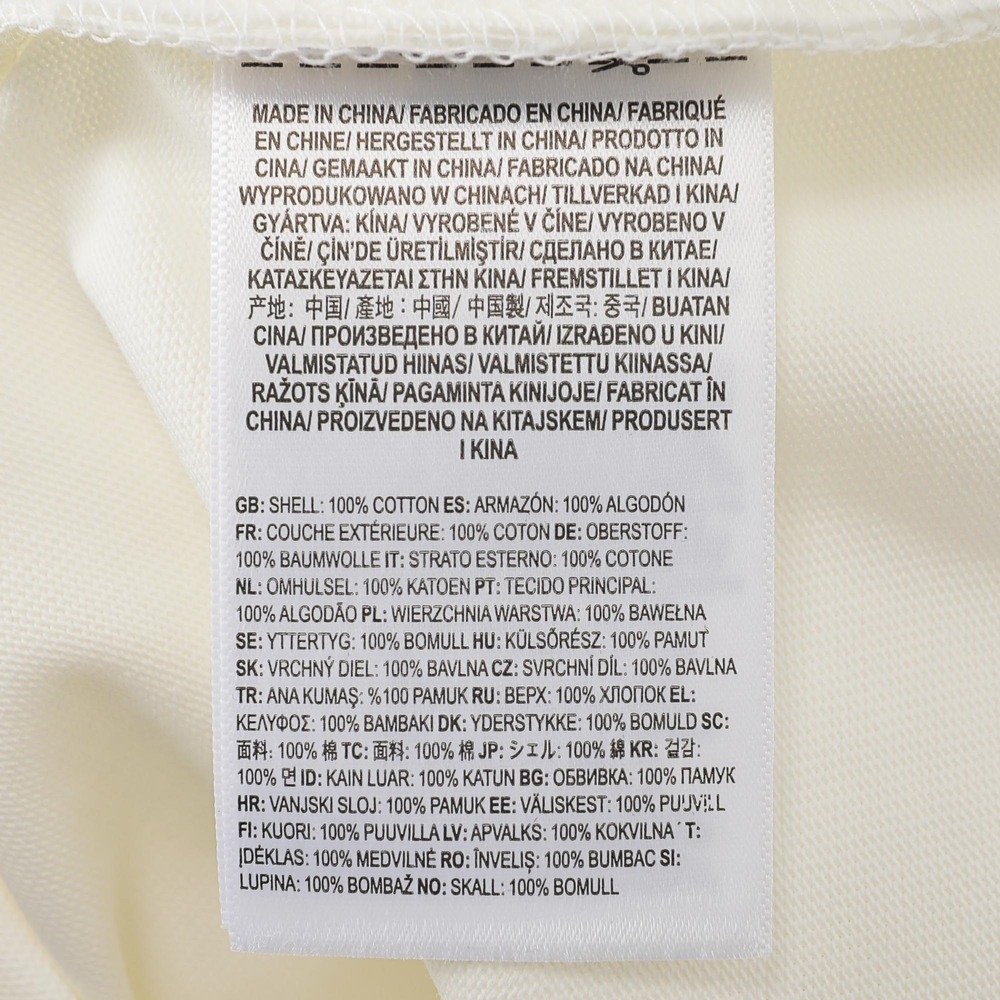 MADE IN CHINA/ FABRICADO EN CHINA/ FABRIQUÉ
EN CHINE/ HERGESTELLT IN CHINA/ PRODOTTO IN
CINA/ GEMAAKT IN CHINA/ FABRICADO NA CHINA/
WYPRODUKOWANO W CHINACH/ TILLVERKAD I KINA/
GYÁRTVA: KÍNA/ VYROBENÉ V ČÍNE/ VYROBENO V
ČÍNĚ/ ÇİN'DE ÜRETİLMİŞTİR/ СДЕЛАНО В КИТАЕ/
ΚΑΤΑΣΚΕΥΑΖΕΤΑΙ ΣΤΗΝ ΚΙΝΑ/ FREMSTILLET I KINA/
产地: 中国/ 產地：中國/ 中国製/ 제조국: 중국/ BUATAN
CINA/ ПРОИЗВЕДЕНО В КИТАЙ/ IZRAĐENO U KINI/
VALMISTATUD HIINAS/ VALMISTETTU KIINASSA/
RAŽOTS ĶĪNĀ/ PAGAMINTA KINIJOJE/ FABRICAT ÎN
CHINA/ PROIZVEDENO NA KITAJSKEM/ PRODUSERT
I KINA
GB: SHELL: 100% COTTON ES: ARMAZÓN: 100% ALGODÓN
FR: COUCHE EXTÉRIEURE: 100% COTON DE: OBERSTOFF:
100% BAUMWOLLE IT: STRATO ESTERNO: 100% COTONE
NL: OMHULSEL: 100% KATOEN PT: TECIDO PRINCIPAL:
100% ALGODÃO PL: WIERZCHNIA WARSTWA: 100% BAWEŁNA
SE: YTTERTYG: 100% BOMULL HU: KÜLSŐRÉSZ: 100% PAMUT
SK: VRCHNÝ DIEL: 100% BAVLNA CZ: SVRCHNÍ DÍL: 100% BAVLNA
TR: ANA KUMAŞ: %100 PAMUK RU: ВЕРХ: 100% ХЛОПОК EL:
ΚΕΛΥΦΟΣ: 100% ΒΑΜΒΑΚΙ DK: YDERSTYKKE: 100% BOMULD SC:
面料: 100% 棉 TC: 面料: 100% 棉 JP: シェル: 100% 綿 KR: 겉감:
100% 면 ID: KAIN LUAR: 100% KATUN BG: ОБВИВКА: 100% ПАМУК
HR: VANJSKI SLOJ: 100% PAMUK EE: VÄLISKEST: 100% PUUVILL
FI: KUORI: 100% PUUVILLA LV: APVALKS: 100% KOKVILNA T:
ĮDĖKLAS: 100% MEDVILNĖ RO: ÎNVELIȘ: 100% BUMBAC SI:
LUPINA: 100% BOMBAŽ NO: SKALL: 100% BOMULL